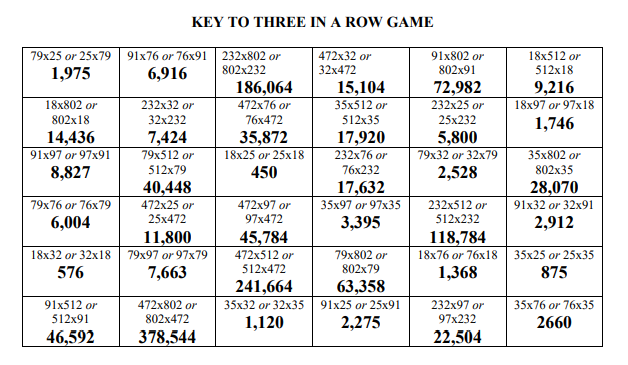 KEY TO THREE IN A ROW GAME
79x25 or 25x79
1,975
91x76 or 76x91
6,916
232x802 or
802x232
186,064
472x32 or
32x472
15,104
91x802 or
802x91
72,982
18x512 or
512x18
9,216
18x802 or
802x18
14,436
232x32 or
32x232
7,424
472x76 or
76x472
35,872
35x512 or
512x35
17,920
232x25 or
25x232
5,800
18x97 or 97x18
1,746
91x97 or 97x91
8,827
79x512 or
512x79
40,448
18x25 or 25x18
450
232x76 or
76x232
17,632
79x32 or 32x79
2,528
35x802 or
802x35
28,070
79x76 or 76x79
6,004
472x25 or
25x472
11,800
472x97 or
97x472
45,784
35x97 or 97x35
3,395
232x512 or
512x232
118,784
91x32 or 32x91
2,912
18x32 or 32x18
576
79x97 or 97x79
7,663
472x512 or
512x472
241,664
79x802 or
802x79
63,358
18x76 or 76x18
1,368
35x25 or 25x35
875
91x512 or
512x91
46,592
472x802 or
802x472
378,544
35x32 or 32x35
1,120
91x25 or 25x91
2,275
232x97 or
97x232
22,504
35x76 or 76x35
2660